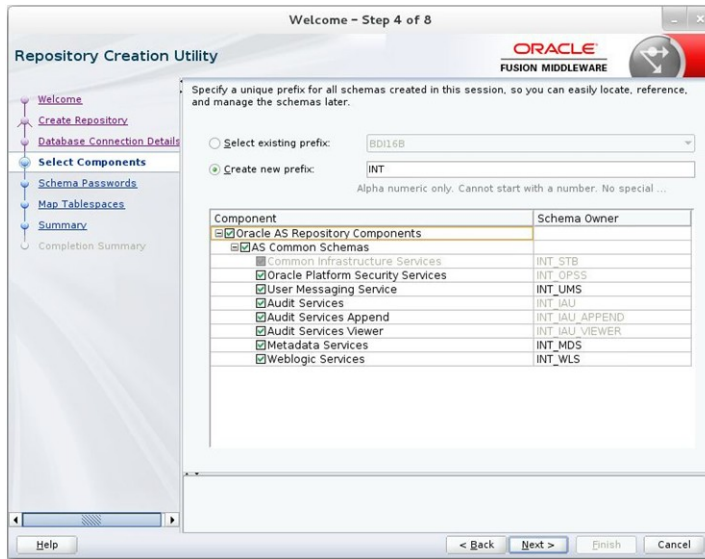 Welcome – Step 4 of 8
Repository Creation Utility
ORACLE
FUSION MIDDLEWARE
Welcome
Create Repository
Database Connection Details
Select Components
Schema Passwords
Map Tablespaces
Summary
Completion Summary
Specify a unique prefix for all schemas created in this session, so you can easily locate, reference,
and manage the schemas later.
Select existing prefix: BDI16B
Create new prefix: INT
Alpha numeric only. Cannot start with a number. No special ...
Component Schema Owner
Oracle AS Repository Components
AS Common Schemas
Common Infrastructure Services INT_STB
Oracle Platform Security Services INT_OPSS
User Messaging Service INT_UMS
Audit Services INT_IAU
Audit Services Append INT_IAU_APPEND
Audit Services Viewer INT_IAU_VIEWER
Metadata Services INT_MDS
Weblogic Services INT_WLS
Help < Back Next > Finish Cancel